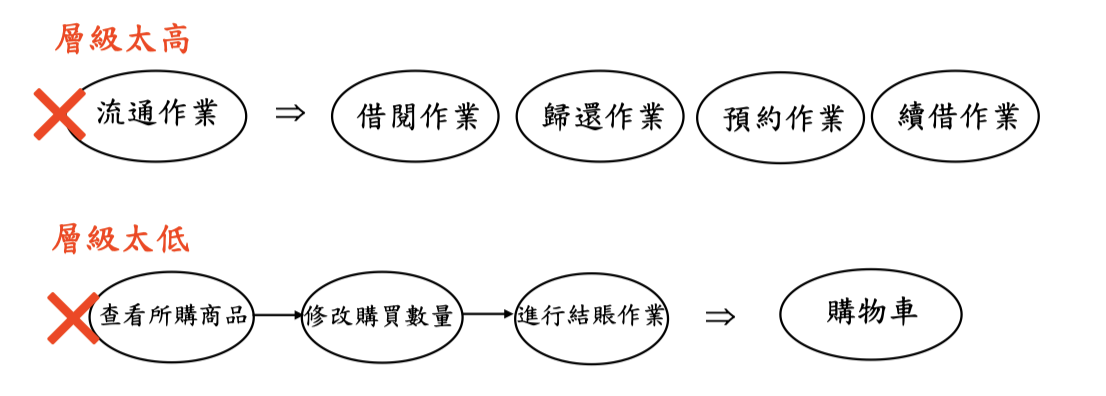 層級太高
流通作業 ⇒ 借閱作業 歸還作業 預約作業 續借作業
層級太低
查看所購商品 修改購買數量 進行結賬作業 ⇒ 購物車